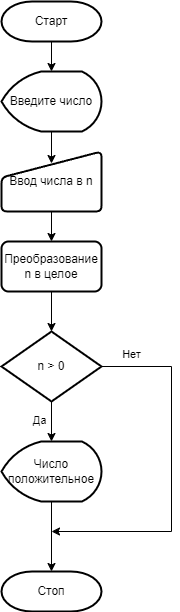 Старт
Введите число
Ввод числа в n
Преобразование
n в целое
n > 0
Нет
Да
Число
положительное
Стоп